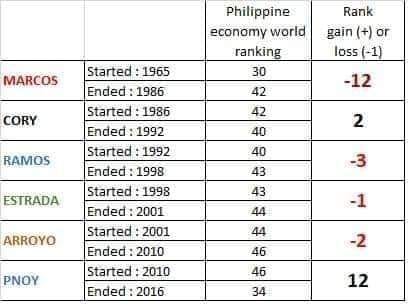 Philippine economy world ranking
Rank gain (+) or loss (-1)
MARCOS
Started : 1965 30
Ended : 1986 42
-12
CORY
Started : 1986 42
Ended : 1992 40
2
RAMOS
Started : 1992 40
Ended : 1998 43
-3
ESTRADA
Started : 1998 43
Ended : 2001 44
-1
ARROYO
Started : 2001 44
Ended : 2010 46
-2
PNOY
Started : 2010 46
Ended : 2016 34
12